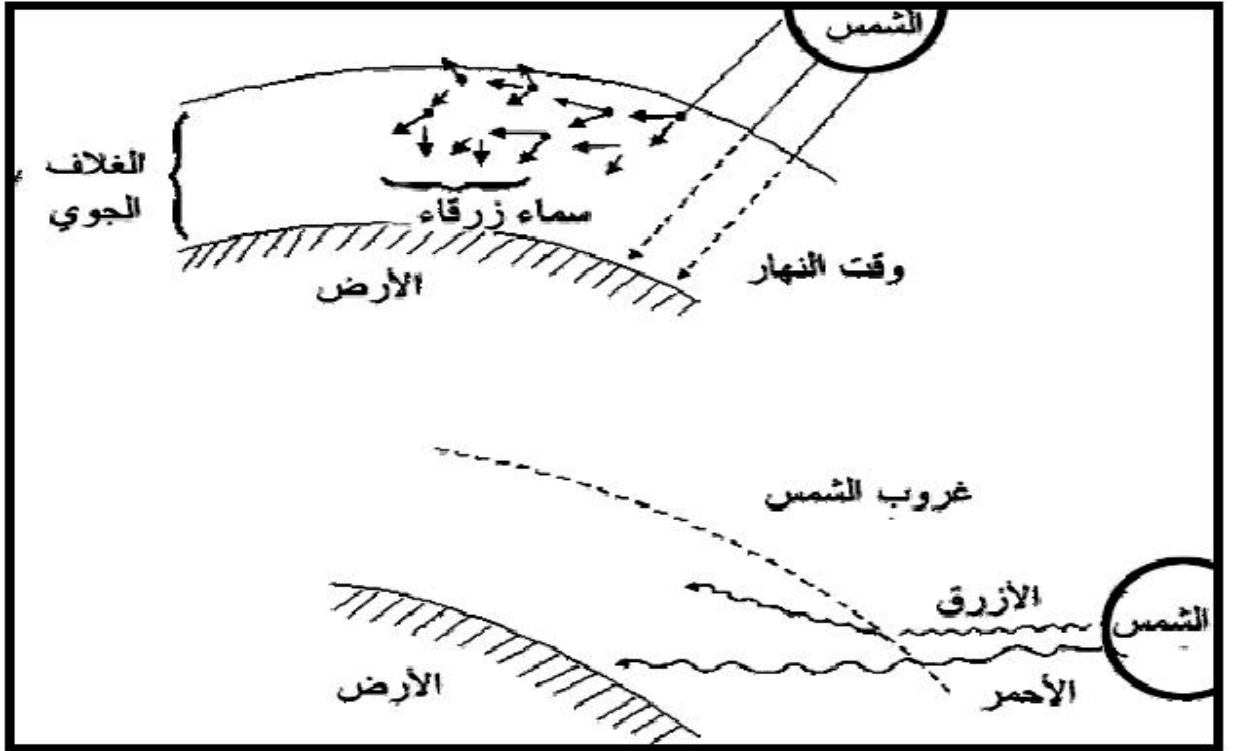 الشمس
الغلاف
الجوي
سماء زرقاء
وقت النهار
الأرض
غروب الشمس
الأزرق
الشمس
الأحمر
الأرض